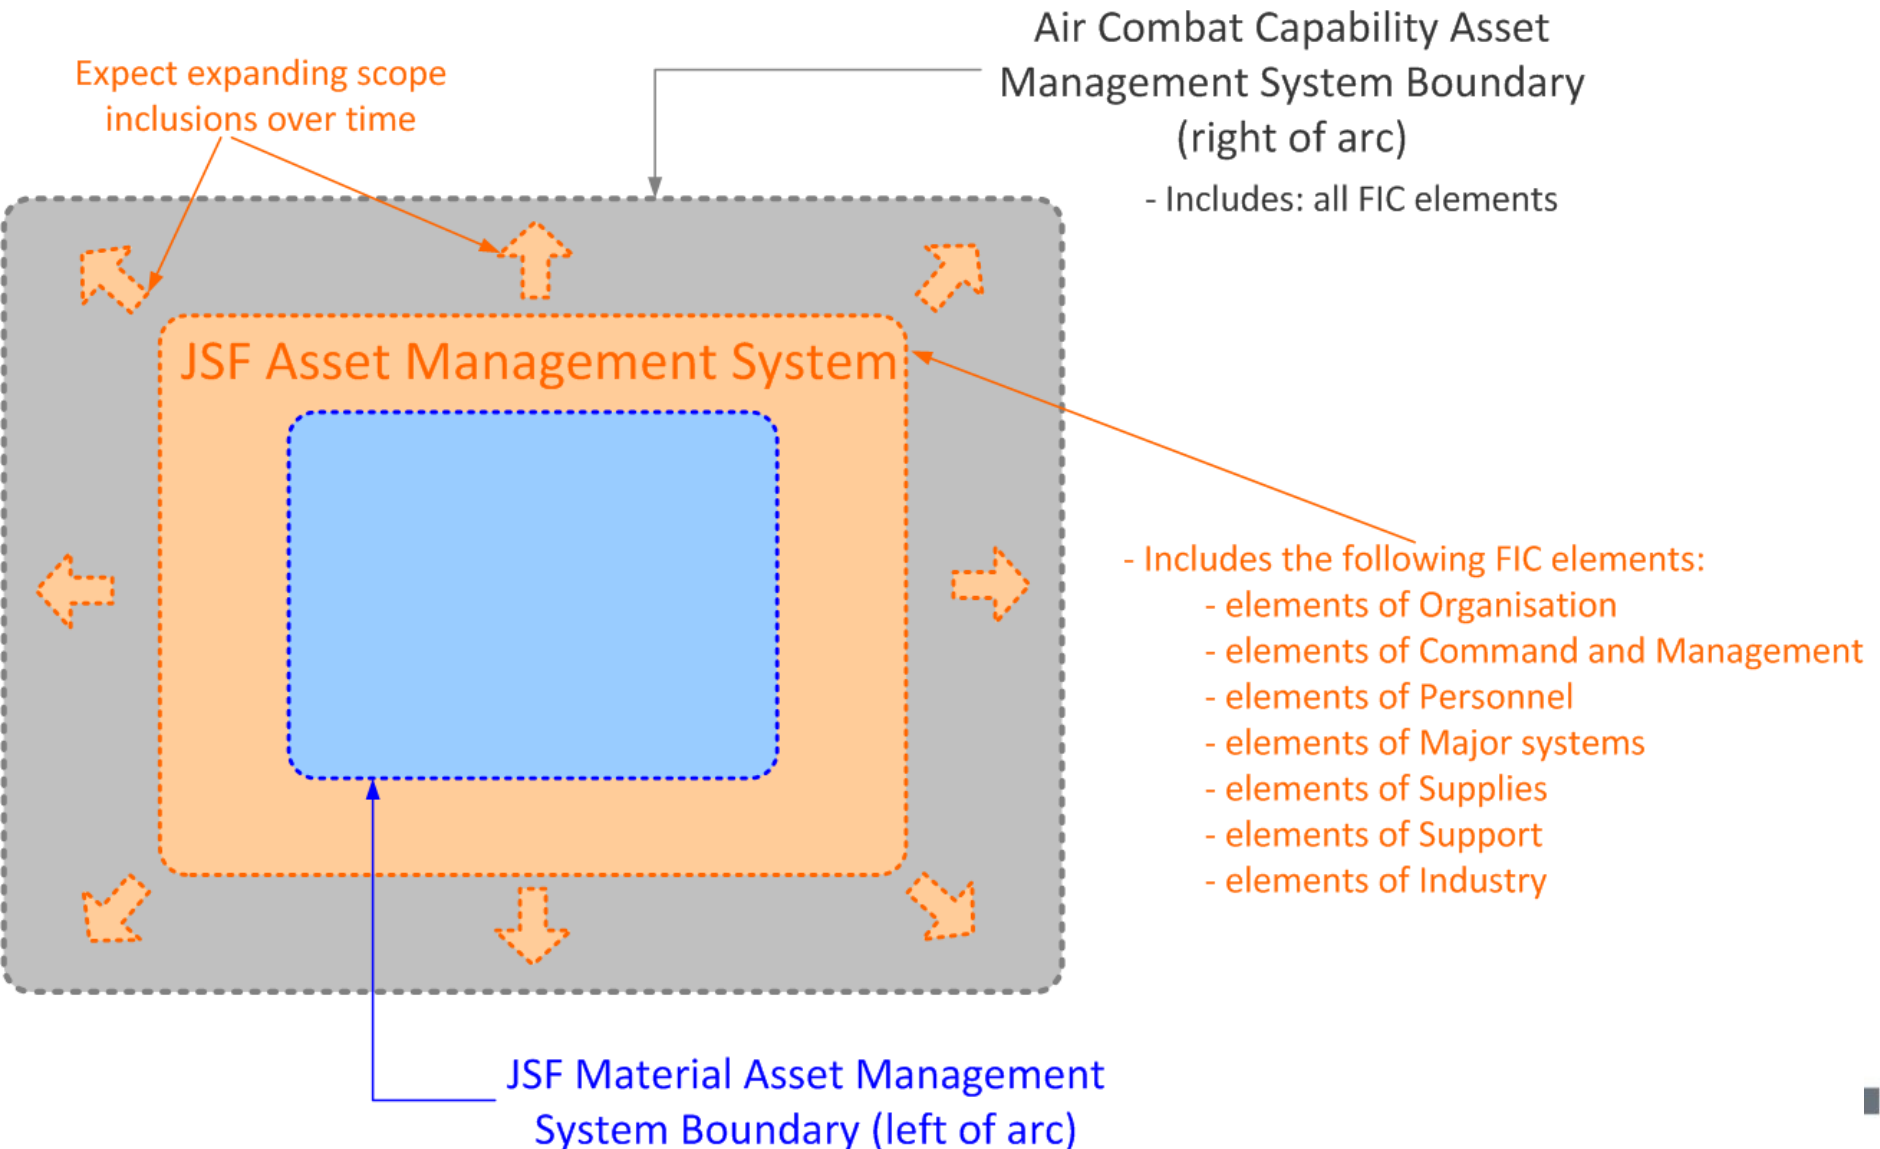 Air Combat Capability Asset
Management System Boundary
(right of arc)
- Includes: all FIC elements
Expect expanding scope
inclusions over time
JSF Asset Management System
- Includes the following FIC elements:
- elements of Organisation
- elements of Command and Management
- elements of Personnel
- elements of Major systems
- elements of Supplies
- elements of Support
- elements of Industry
JSF Material Asset Management
System Boundary (left of arc)